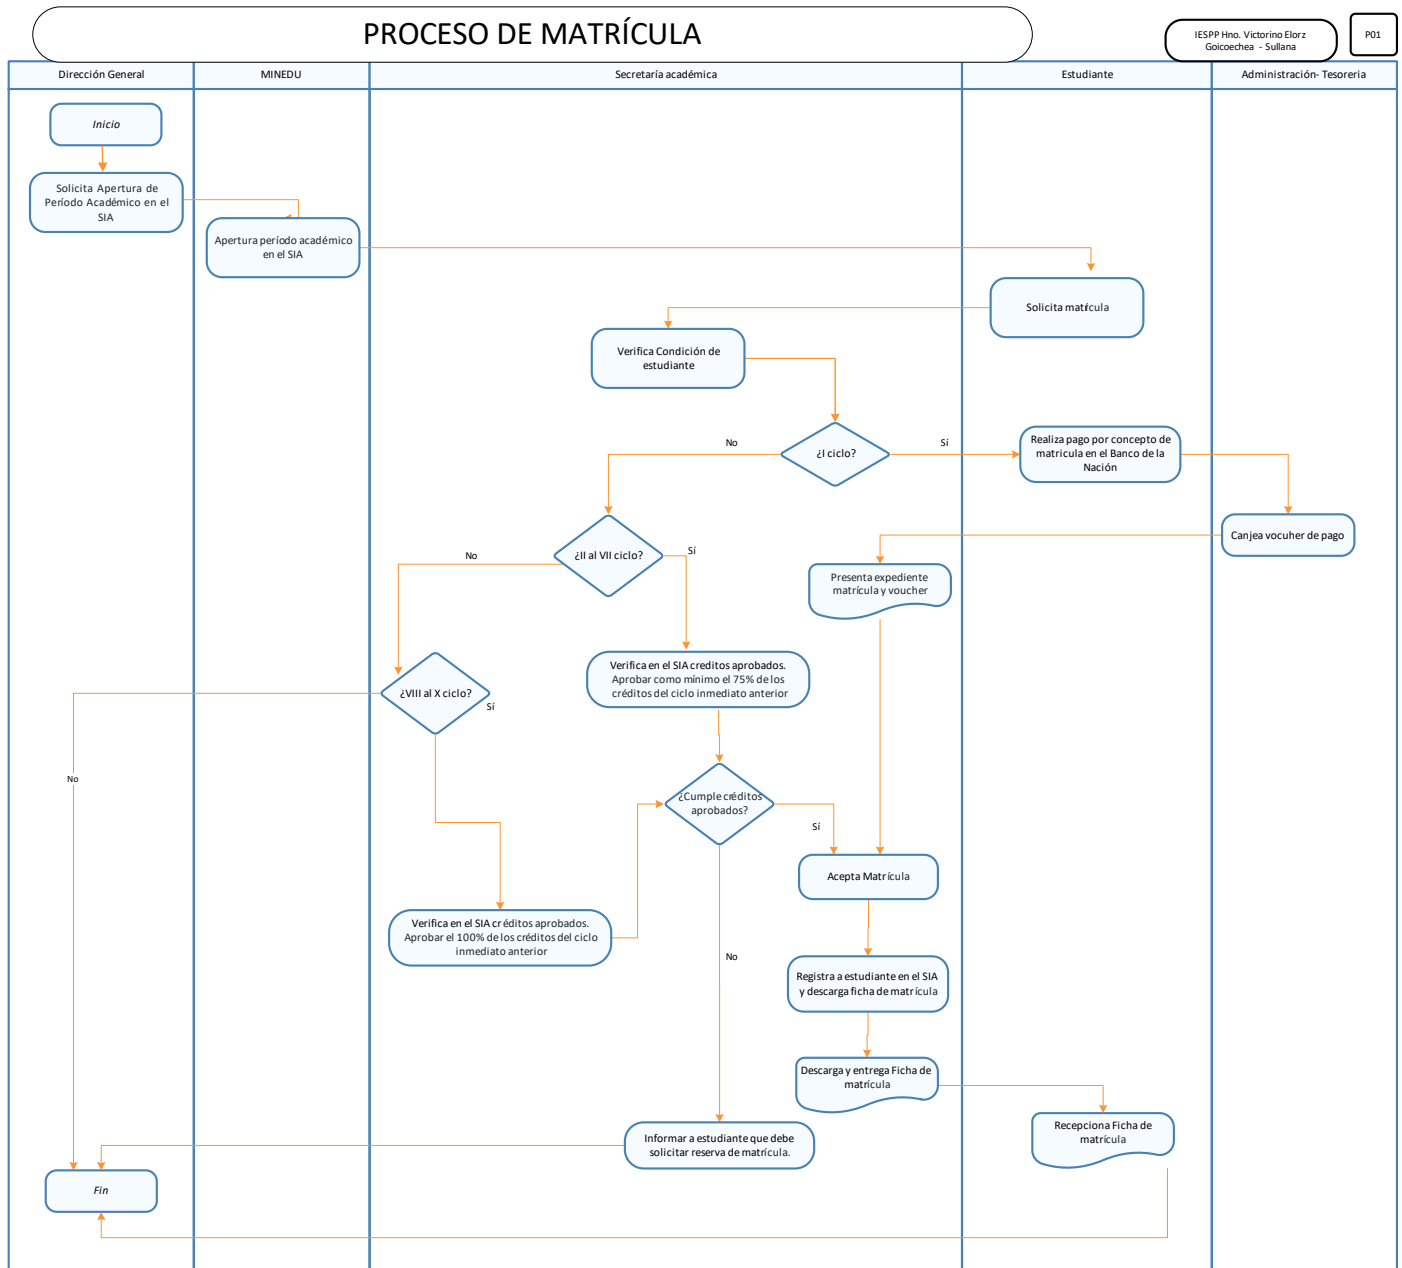 PROCESO DE MATRÍCULA
IESPP Hno. Victorino Elorz
Goicoechea - Sullana
P01
Dirección General
MINEDU
Secretaría académica
Estudiante
Administración- Tesoreria
Inicio
Solicita Apertura de
Período Académico en el
SIA
Apertura período académico
en el SIA
Solicita matrícula
Verifica Condición de
estudiante
¿I ciclo?
No
Sí
Realiza pago por concepto de
matricula en el Banco de la
Nación
Canjea vocuher de pago
¿II al VII ciclo?
No
Sí
Presenta expediente
matrícula y voucher
¿VIII al X ciclo?
Sí
No
Verifica en el SIA creditos aprobados.
Aprobar como mínimo el 75% de los
créditos del ciclo inmediato anterior
¿Cumple créditos
aprobados?
Sí
No
Acepta Matrícula
Verifica en el SIA créditos aprobados.
Aprobar el 100% de los créditos del ciclo
inmediato anterior
Registra a estudiante en el SIA
y descarga ficha de matrícula
Descarga y entrega Ficha de
matrícula
Recepciona Ficha de
matrícula
Informar a estudiante que debe
solicitar reserva de matrícula.
Fin